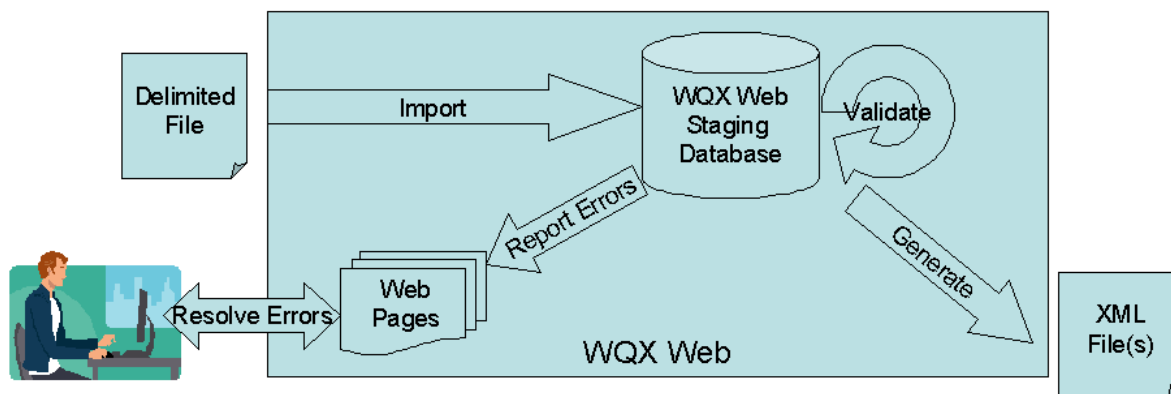 Delimited
File
Import
WQX Web
Staging
Database
Validate
Report Errors
Generate
Resolve Errors
Web
Pages
WQX Web
XML
File(s)